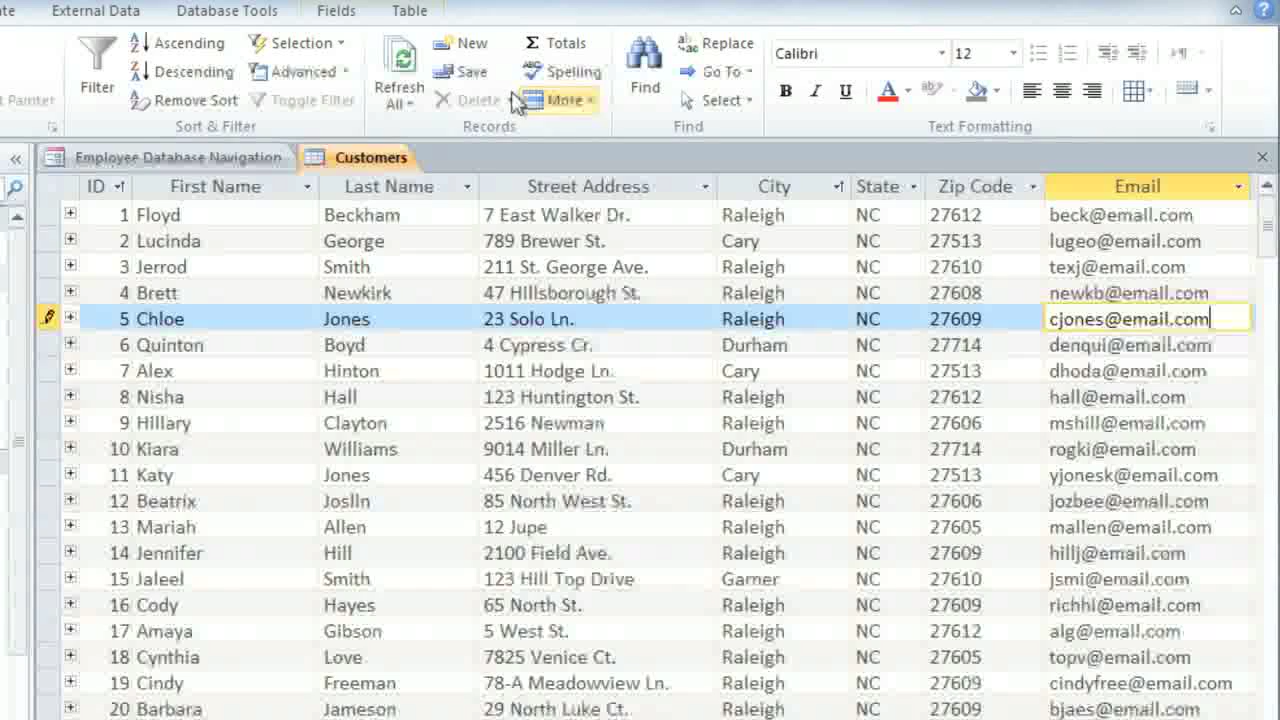 ate External Data Database Tools Fields Table
Ascending Selection New Totals Replace Calibri 12
Filter Descending Advanced Refresh All Save Spelling Find Go To
t Painter Remove Sort Toggle Filter Delete More Select B I U A ab
Sort & Filter Records Find Text Formatting
Employee Database Navigation Customers
ID First Name Last Name Street Address City State Zip Code Email
1 Floyd Beckham 7 East Walker Dr. Raleigh NC 27612 beck@email.com
2 Lucinda George 789 Brewer St. Cary NC 27513 lugeo@email.com
3 Jerrod Smith 211 St. George Ave. Raleigh NC 27610 texj@email.com
4 Brett Newkirk 47 Hillsborough St. Raleigh NC 27608 newkb@email.com
5 Chloe Jones 23 Solo Ln. Raleigh NC 27609 cjones@email.com
6 Quinton Boyd 4 Cypress Cr. Durham NC 27714 denqui@email.com
7 Alex Hinton 1011 Hodge Ln. Cary NC 27513 dhoda@email.com
8 Nisha Hall 123 Huntington St. Raleigh NC 27612 hall@email.com
9 Hillary Clayton 2516 Newman Raleigh NC 27606 mshill@email.com
10 Kiara Williams 9014 Miller Ln. Durham NC 27714 rogki@email.com
11 Katy Jones 456 Denver Rd. Cary NC 27513 yjonesk@email.com
12 Beatrix Joslin 85 North West St. Raleigh NC 27606 jozbee@email.com
13 Mariah Allen 12 Jupe Raleigh NC 27605 mallen@email.com
14 Jennifer Hill 2100 Field Ave. Raleigh NC 27609 hillj@email.com
15 Jaleel Smith 123 Hill Top Drive Garner NC 27610 jsmi@email.com
16 Cody Hayes 65 North St. Raleigh NC 27609 richhl@email.com
17 Amaya Gibson 5 West St. Raleigh NC 27612 alg@email.com
18 Cynthia Love 7825 Venice Ct. Raleigh NC 27605 topv@email.com
19 Cindy Freeman 78-A Meadowview Ln. Raleigh NC 27609 cindyfree@email.com
20 Barbara Jameson 29 North Luke Ct. Raleigh NC 27606 bjaes@email.com